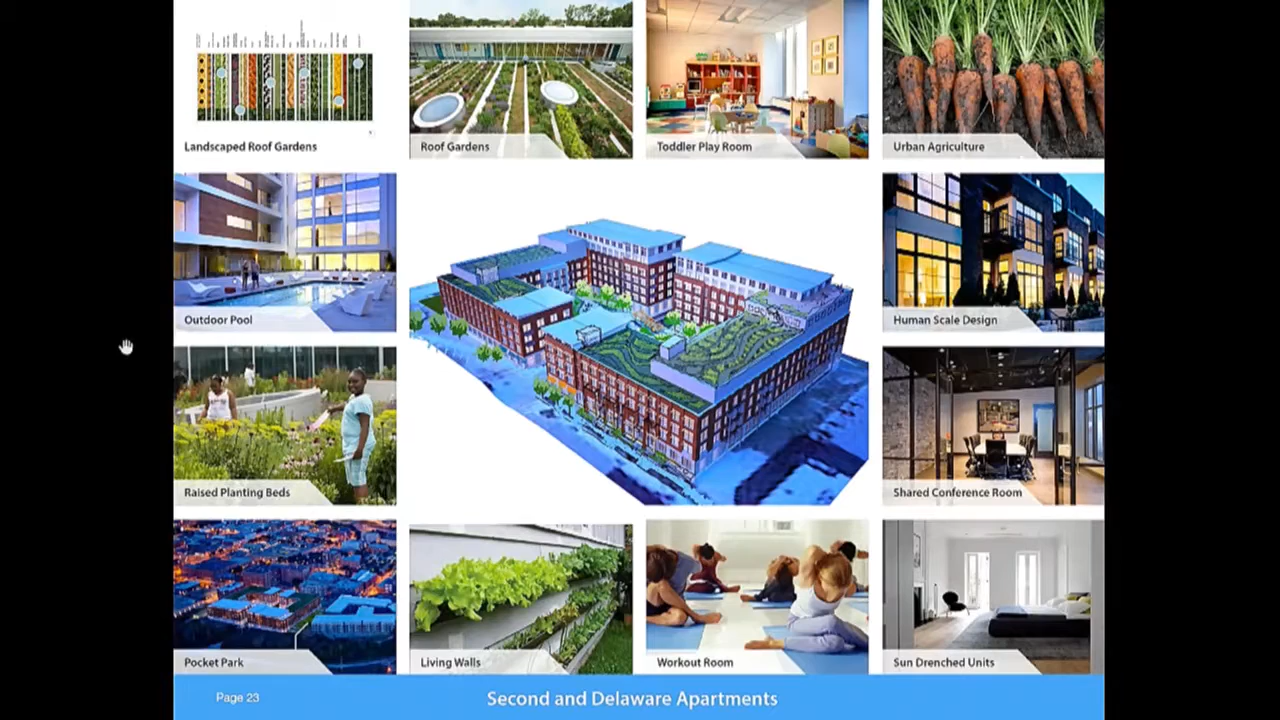 Landscaped Roof Gardens
Roof Gardens
Toddler Play Room
Urban Agriculture
Outdoor Pool
Human Scale Design
Raised Planting Beds
Shared Conference Room
Pocket Park
Living Walls
Workout Room
Sun Drenched Units
Page 23
Second and Delaware Apartments